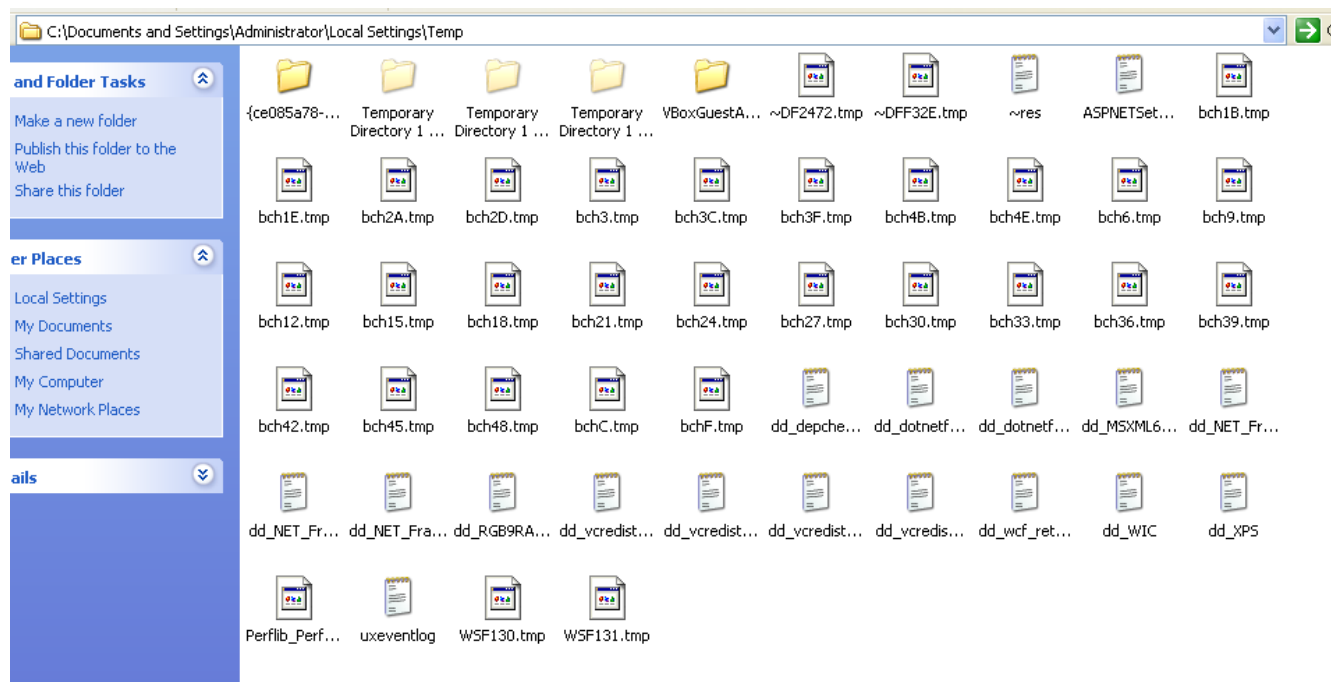 C:\Documents and Settings\Administrator\Local Settings\Temp
and Folder Tasks
Make a new folder
Publish this folder to the
Web
Share this folder
er Places
Local Settings
My Documents
Shared Documents
My Computer
My Network Places
ails
{ce085a78-... Temporary Temporary Temporary VBoxGuestA... ~DF2472.tmp ~DFF32E.tmp ~res ASPNETSet... bch1B.tmp
Directory 1 ... Directory 1 ... Directory 1 ...
bch1E.tmp bch2A.tmp bch2D.tmp bch3.tmp bch3C.tmp bch3F.tmp bch4B.tmp bch4E.tmp bch6.tmp bch9.tmp
bch12.tmp bch15.tmp bch18.tmp bch21.tmp bch24.tmp bch27.tmp bch30.tmp bch33.tmp bch36.tmp bch39.tmp
bch42.tmp bch45.tmp bch48.tmp bchC.tmp bchF.tmp dd_depche... dd_dotnetf... dd_dotnetf... dd_MSXML6... dd_NET_Fr...
dd_NET_Fr... dd_NET_Fra... dd_RGB9RA... dd_vcredist... dd_vcredist... dd_vcredist... dd_vcredis... dd_wcf_ret... dd_WIC dd_XPS
Perflib_Perf... uxeventlog WSF130.tmp WSF131.tmp